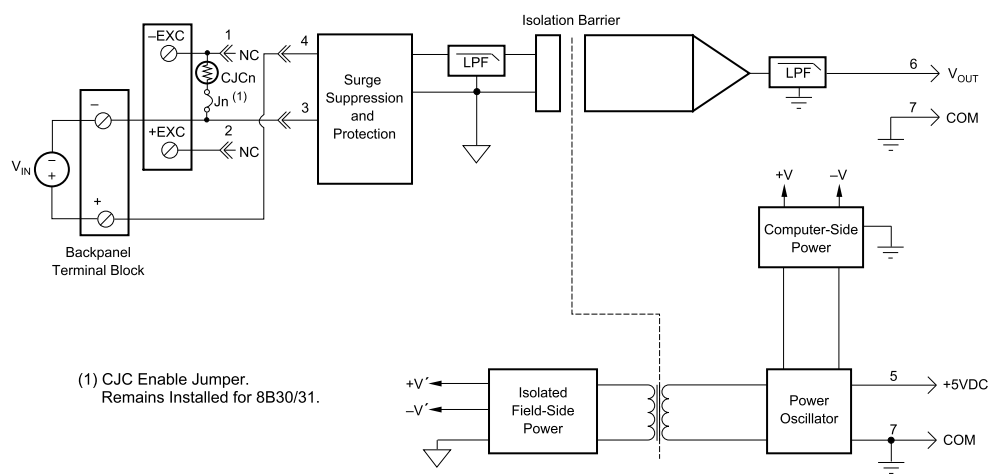 Isolation Barrier
–EXC
1
NC
4
CJCn
Jn (1)
LPF
Surge
Suppression
and
Protection
LPF
6
VOUT
3
7
COM
–
+EXC
2
NC
VIN
–
+
+
+V
–V
Computer-Side
Power
Backpanel
Terminal Block
(1) CJC Enable Jumper.
Remains Installed for 8B30/31.
+V´
–V´
Isolated
Field-Side
Power
Power
Oscillator
5
+5VDC
7
COM